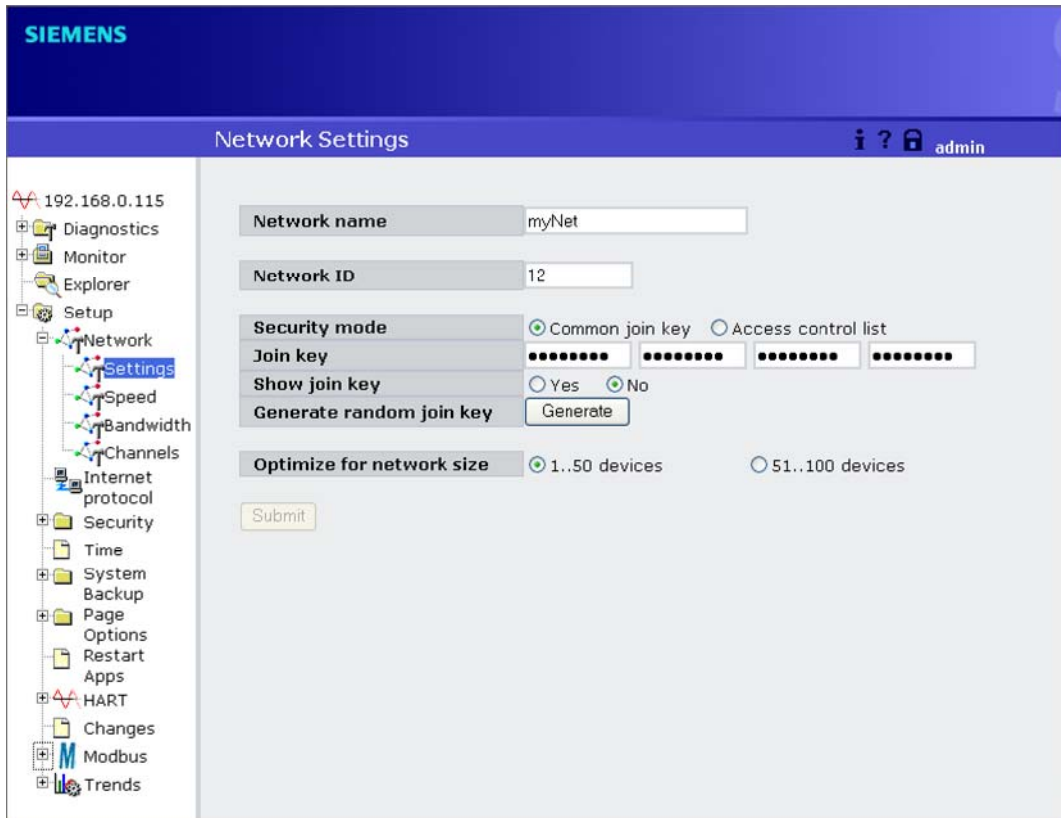 SIEMENS
Network Settings
i ? admin
192.168.0.115
Diagnostics
Monitor
Explorer
Setup
Network
Settings
Speed
Bandwidth
Channels
Internet
protocol
Security
Time
System
Backup
Page
Options
Restart
Apps
HART
Changes
M Modbus
Trends
Network name myNet
Network ID 12
Security mode Common join key Access control list
Join key ●●●●●●●● ●●●●●●●● ●●●●●●●● ●●●●●●●●
Show join key Yes No
Generate random join key Generate
Optimize for network size 1..50 devices 51..100 devices
Submit